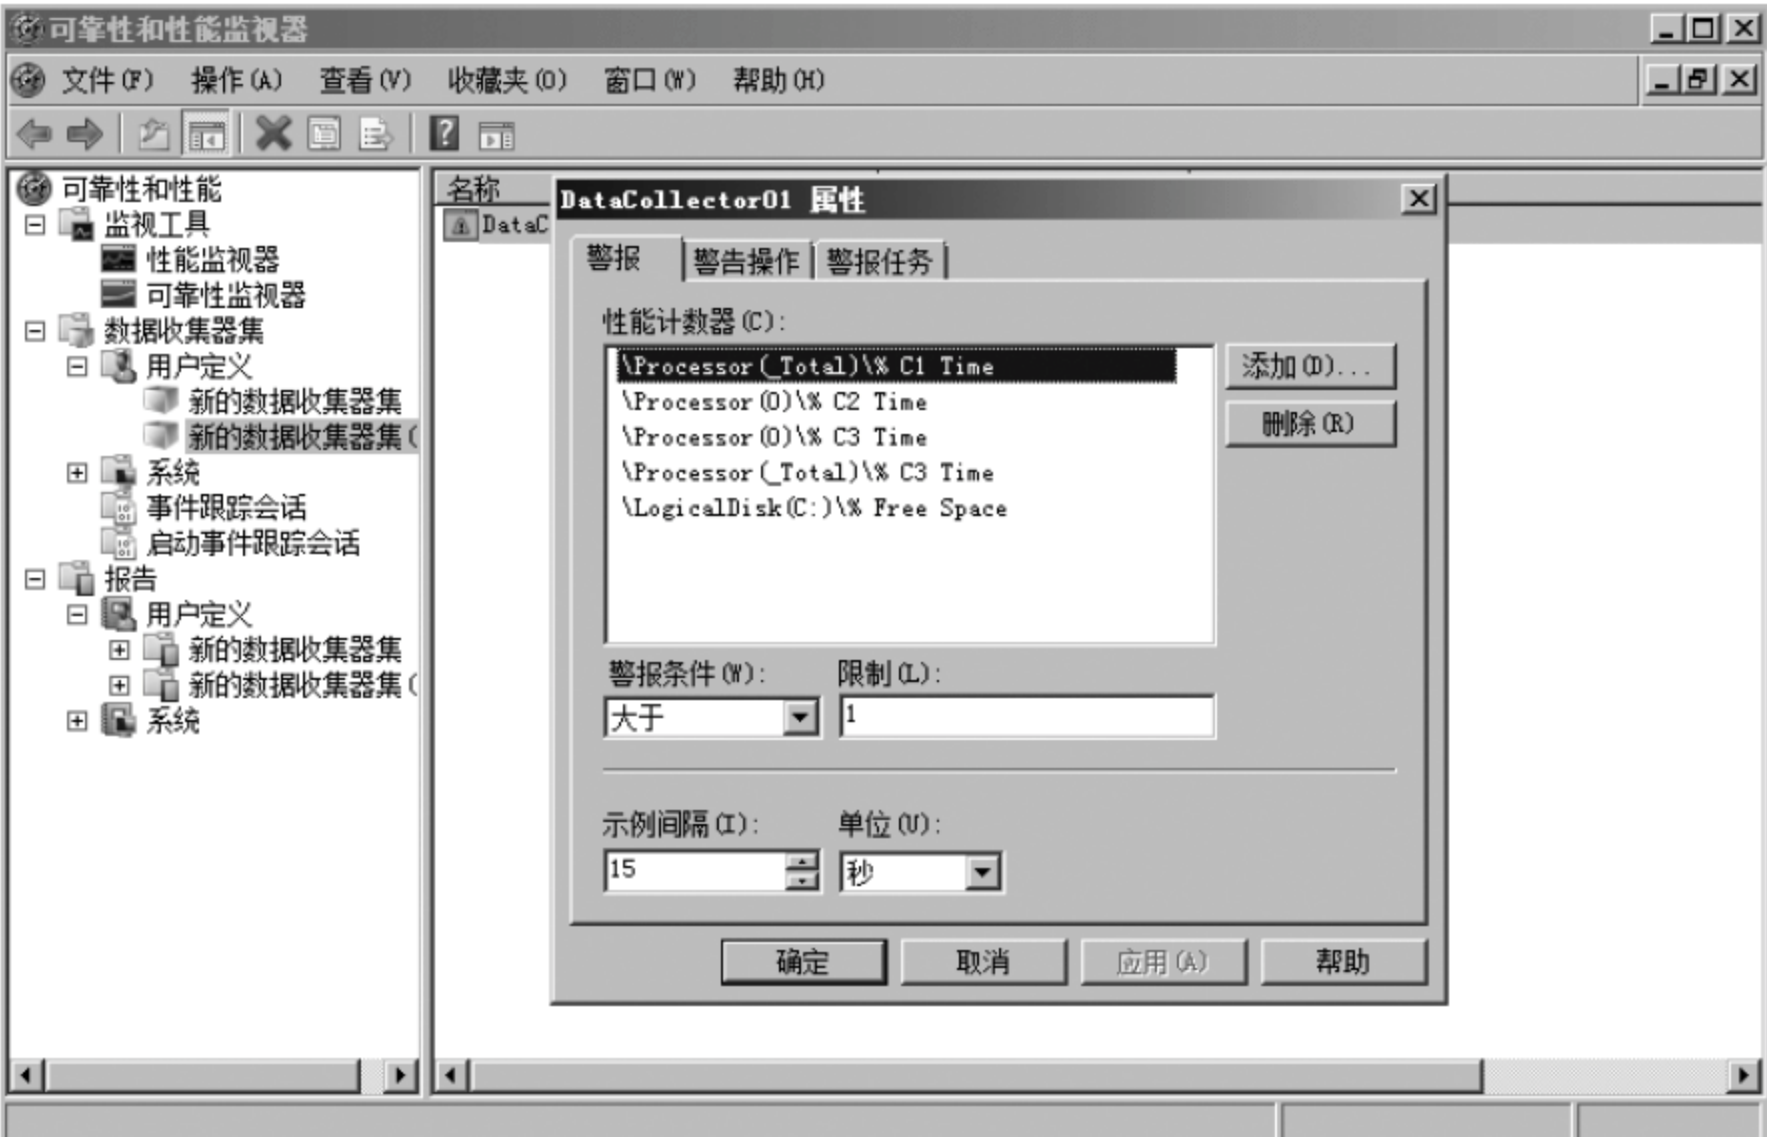 可靠性和性能监视器
文件(F) 操作(A) 查看(V) 收藏夹(O) 窗口(W) 帮助(H)
可靠性和性能
监视工具
性能监视器
可靠性监视器
数据收集器集
用户定义
新的数据收集器集
新的数据收集器集(
系统
事件跟踪会话
启动事件跟踪会话
报告
用户定义
新的数据收集器集
新的数据收集器集(
系统
名称
DataC
DataCollector01 属性
警报 警告操作 警报任务
性能计数器(C):
\Processor(_Total)\% C1 Time
\Processor(0)\% C2 Time
\Processor(0)\% C3 Time
\Processor(_Total)\% C3 Time
\LogicalDisk(C:)\% Free Space
添加(D)...
删除(R)
警报条件(W): 限制(L):
大于 1
示例间隔(I): 单位(U):
15 秒
确定 取消 应用(A) 帮助